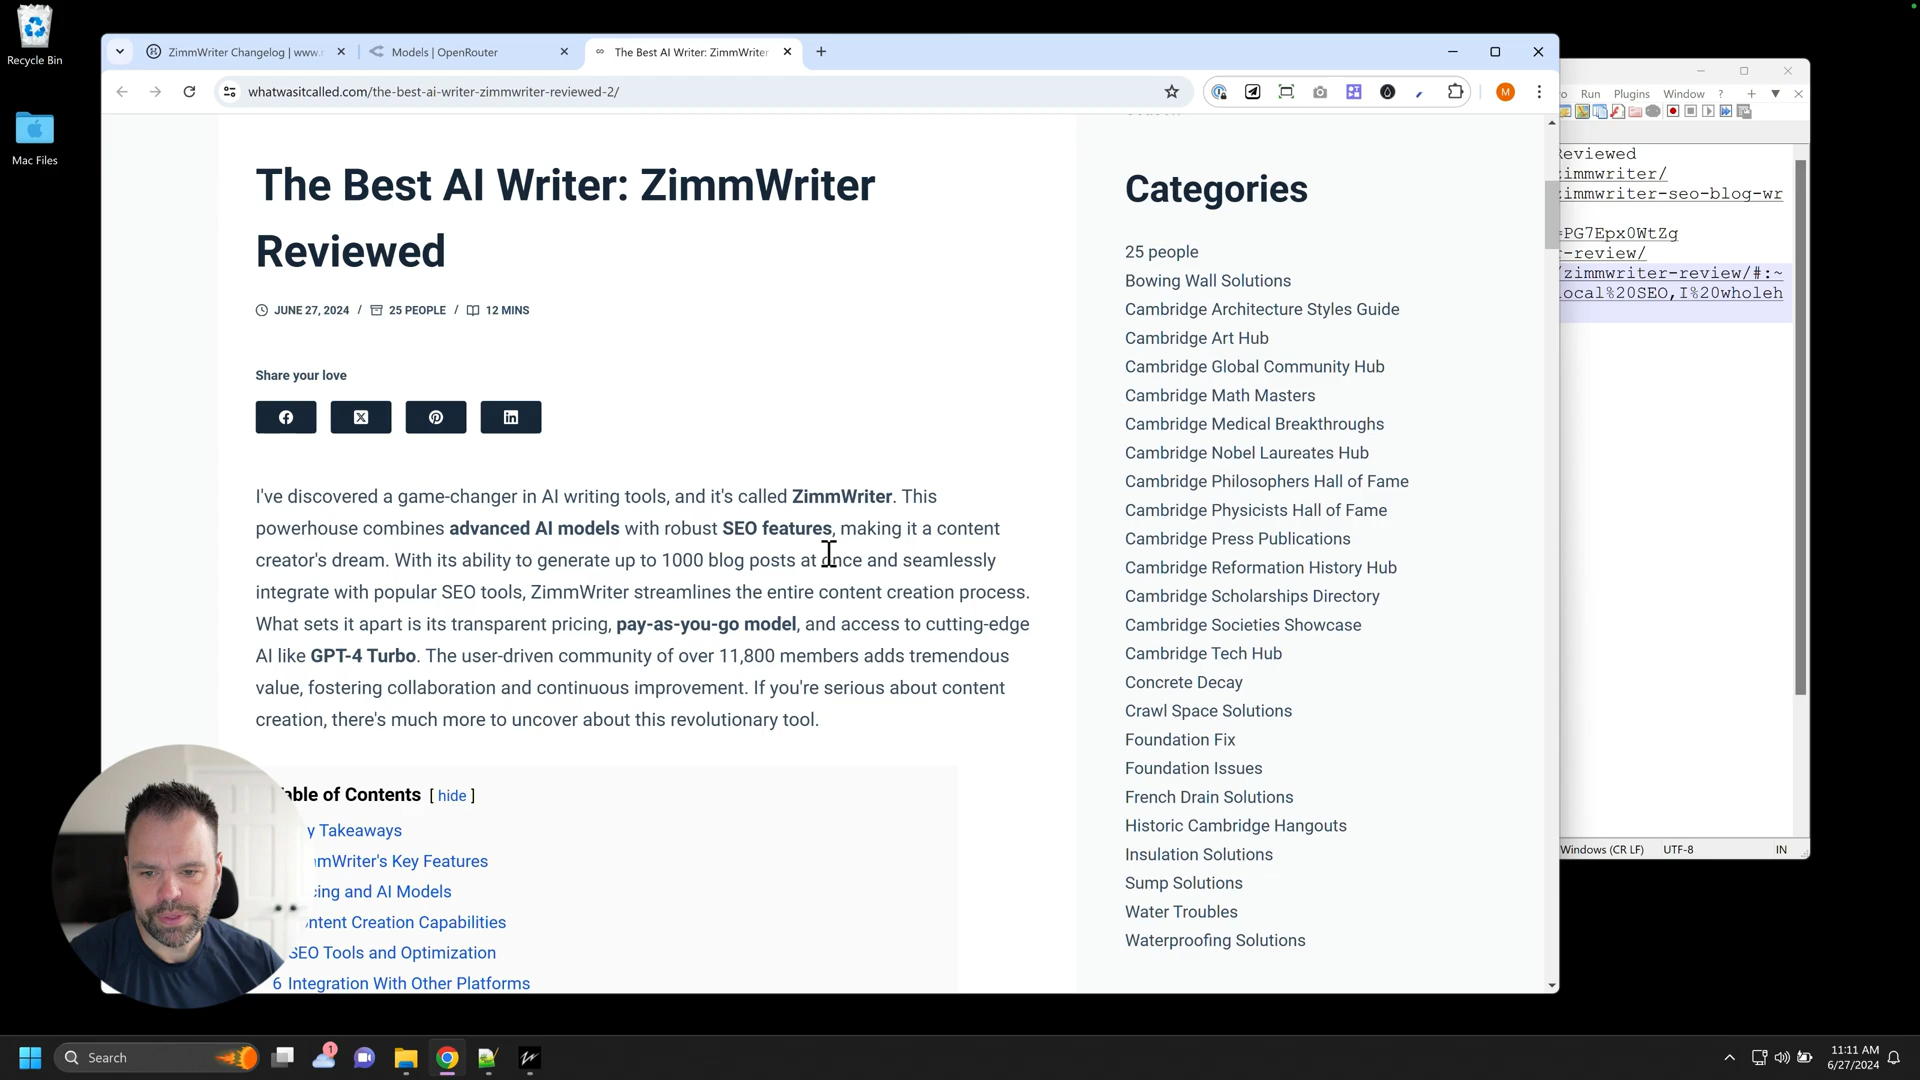 Recycle Bin
Mac Files
ZimmWriter Changelog | www.
Models | OpenRouter
The Best AI Writer: ZimmWriter
whatwasitcalled.com/the-best-ai-writer-zimmwriter-reviewed-2/
M
Run Plugins Window ?
The Best AI Writer: ZimmWriter
Reviewed
JUNE 27, 2024 / 25 PEOPLE / 12 MINS
Share your love
I've discovered a game-changer in AI writing tools, and it's called ZimmWriter. This
powerhouse combines advanced AI models with robust SEO features, making it a content
creator's dream. With its ability to generate up to 1000 blog posts at once and seamlessly
integrate with popular SEO tools, ZimmWriter streamlines the entire content creation process.
What sets it apart is its transparent pricing, pay-as-you-go model, and access to cutting-edge
AI like GPT-4 Turbo. The user-driven community of over 11,800 members adds tremendous
value, fostering collaboration and continuous improvement. If you're serious about content
creation, there's much more to uncover about this revolutionary tool.
able of Contents [ hide ]
y Takeaways
mWriter's Key Features
cing and AI Models
ntent Creation Capabilities
SEO Tools and Optimization
6 Integration With Other Platforms
Categories
25 people
Bowing Wall Solutions
Cambridge Architecture Styles Guide
Cambridge Art Hub
Cambridge Global Community Hub
Cambridge Math Masters
Cambridge Medical Breakthroughs
Cambridge Nobel Laureates Hub
Cambridge Philosophers Hall of Fame
Cambridge Physicists Hall of Fame
Cambridge Press Publications
Cambridge Reformation History Hub
Cambridge Scholarships Directory
Cambridge Societies Showcase
Cambridge Tech Hub
Concrete Decay
Crawl Space Solutions
Foundation Fix
Foundation Issues
French Drain Solutions
Historic Cambridge Hangouts
Insulation Solutions
Sump Solutions
Water Troubles
Waterproofing Solutions
Reviewed
zimmwriter/
zimmwriter-seo-blog-wr
=PG7Epx0WtZg
r-review/
/zimmwriter-review/#:~
local%20SEO,I%20wholeh
Windows (CR LF) UTF-8 IN
Search
1
11:11 AM
6/27/2024